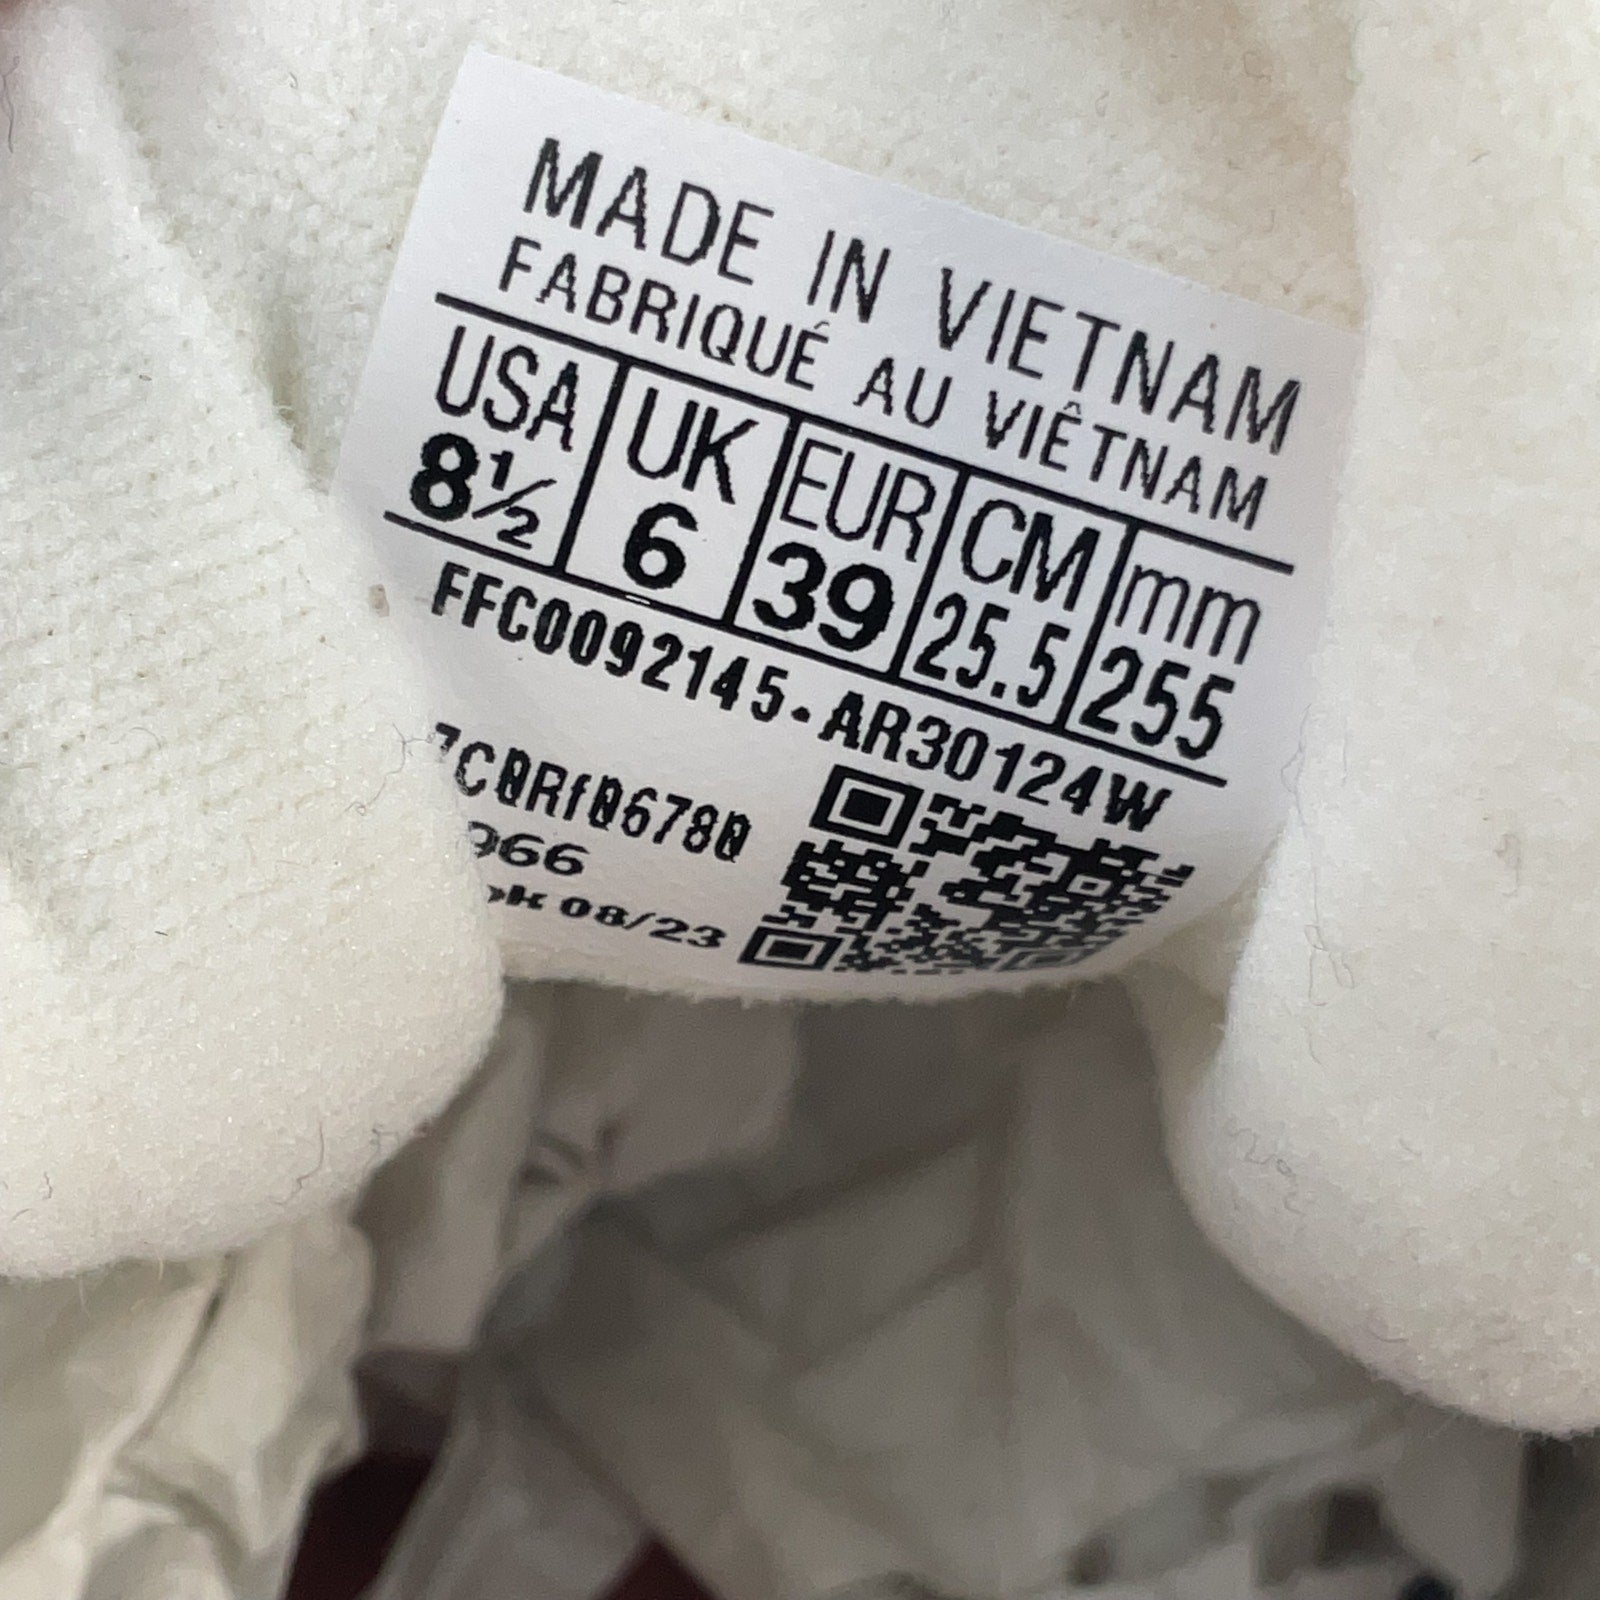 MADE IN VIETNAM
FABRIQUÉ AU VIÊTNAM
USA UK EUR CM mm
8½ 6 39 25.5 255
FFC0092145-AR30124W
966
08/23